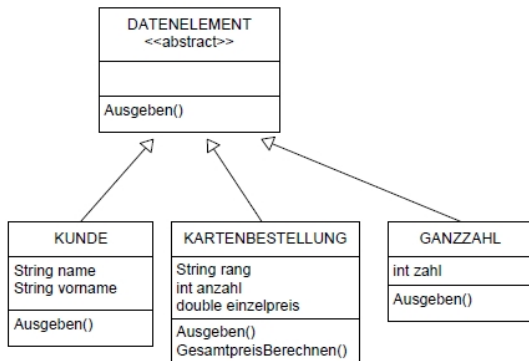 DATENELEMENT
<<abstract>>
Ausgeben()
KUNDE
String name
String vorname
Ausgeben()
KARTENBESTELLUNG
String rang
int anzahl
double einzelpreis
Ausgeben()
GesamtpreisBerechnen()
GANZZAHL
int zahl
Ausgeben()